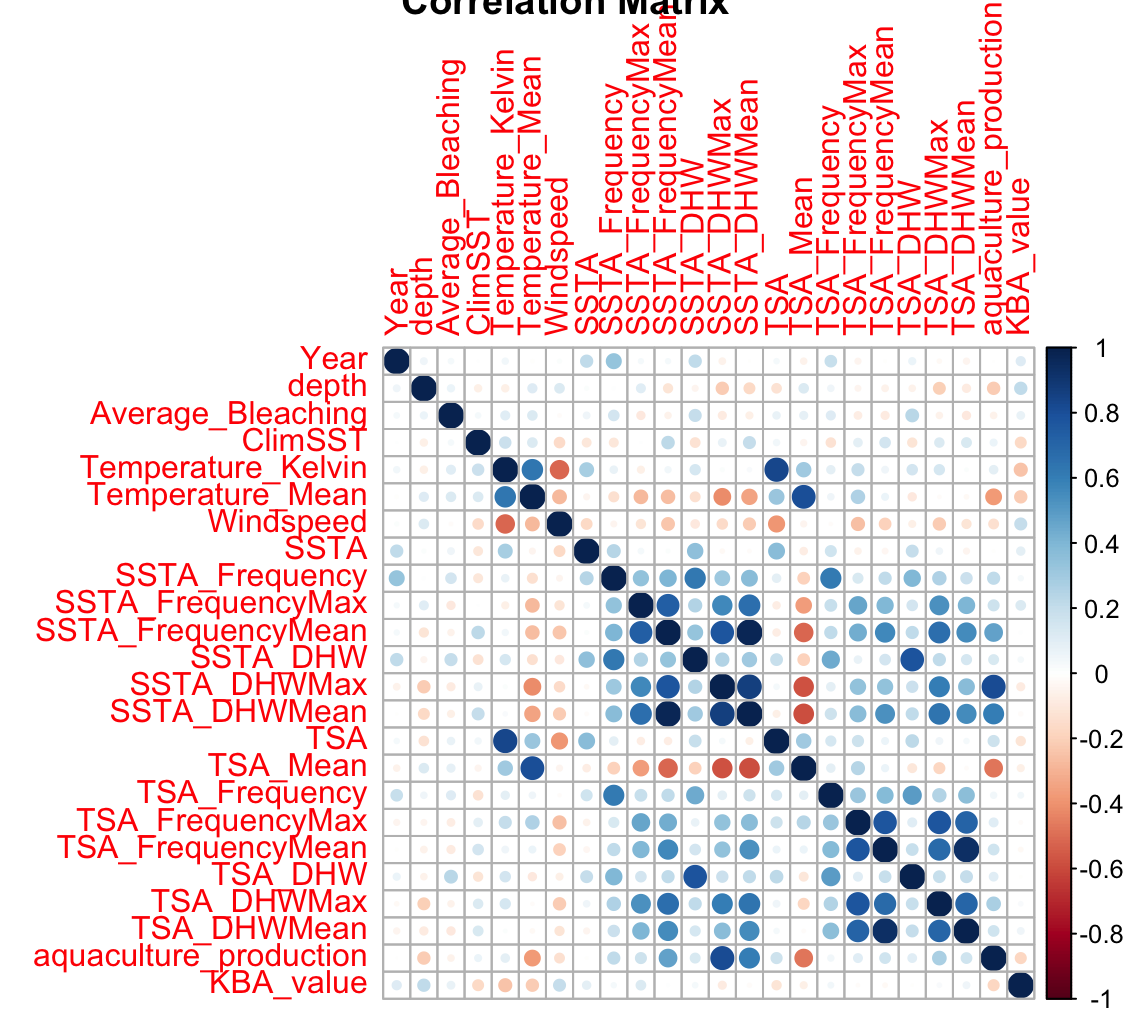 Correlation Matrix
Year
depth
Average_Bleaching
ClimSST
Temperature_Kelvin
Temperature_Mean
Windspeed
SSTA
SSTA_Frequency
SSTA_FrequencyMax
SSTA_FrequencyMean
SSTA_DHW
SSTA_DHWMax
SSTA_DHWMean
TSA
TSA_Mean
TSA_Frequency
TSA_FrequencyMax
TSA_FrequencyMean
TSA_DHW
TSA_DHWMax
TSA_DHWMean
aquaculture_production
KBA_value
Year
depth
Average_Bleaching
ClimSST
Temperature_Kelvin
Temperature_Mean
Windspeed
SSTA
SSTA_Frequency
SSTA_FrequencyMax
SSTA_FrequencyMean
SSTA_DHW
SSTA_DHWMax
SSTA_DHWMean
TSA
TSA_Mean
TSA_Frequency
TSA_FrequencyMax
TSA_FrequencyMean
TSA_DHW
TSA_DHWMax
TSA_DHWMean
aquaculture_production
KBA_value
1
0.8
0.6
0.4
0.2
0
-0.2
-0.4
-0.6
-0.8
-1